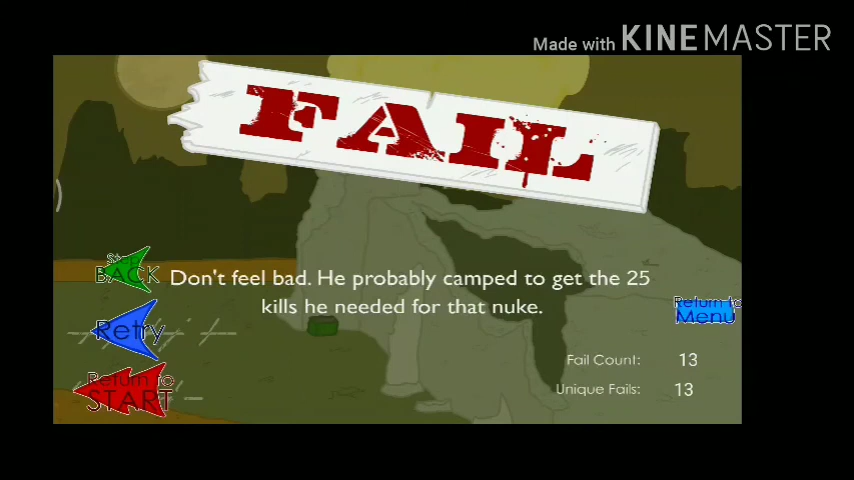 Made with KINEMASTER
FAIL
Step
BACK
Don't feel bad. He probably camped to get the 25
kills he needed for that nuke.
Retry
Return to
Menu
Return to
START
Fail Count: 13
Unique Fails: 13